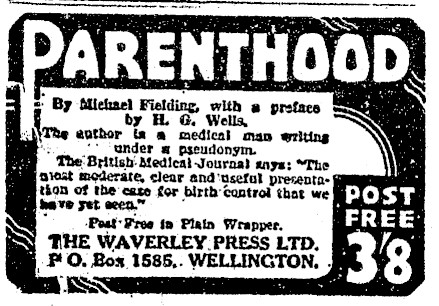 PARENTHOOD
By Michael Fielding, with a preface
by H. G. Wells.
The author is a medical man writing
under a pseudonym.
The British Medical Journal says: "The
most moderate, clear and useful presenta-
tion of the case for birth control that we
have yet seen."
Post Free in Plain Wrapper.
THE WAVERLEY PRESS LTD.
P.O. Box 1585, WELLINGTON.
POST
FREE
3/8